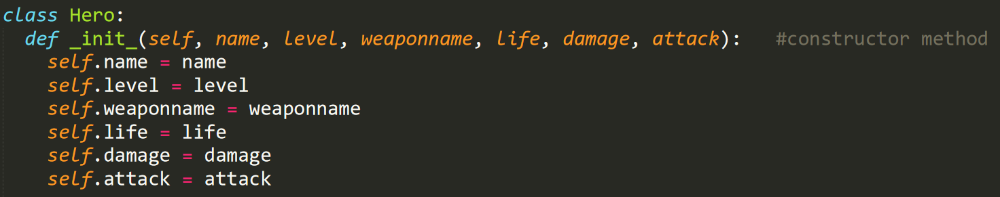 class Hero:
  def _init_(self, name, level, weaponname, life, damage, attack):   #constructor method
    self.name = name
    self.level = level
    self.weaponname = weaponname
    self.life = life
    self.damage = damage
    self.attack = attack